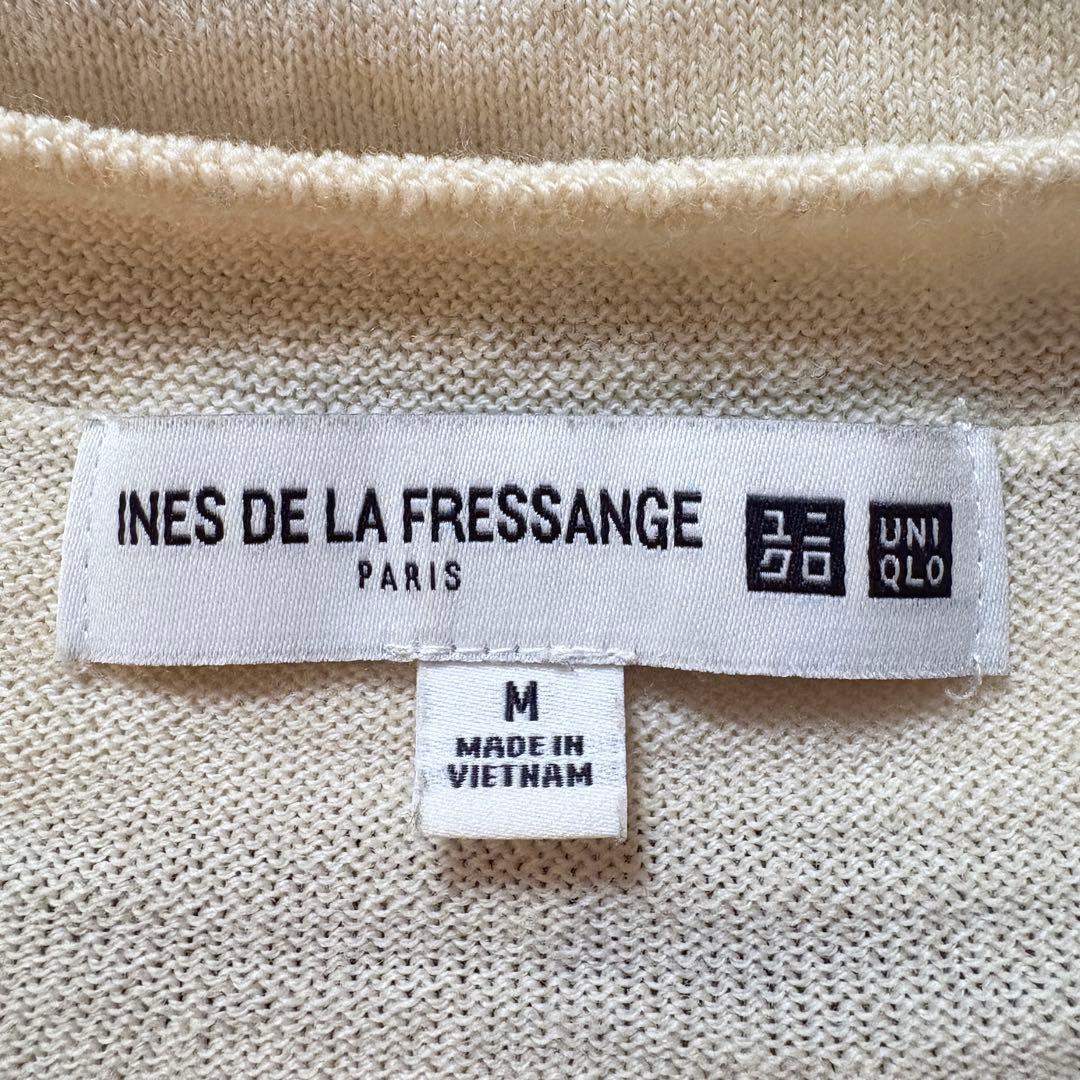 INES DE LA FRESSANGE
PARIS
ユニ
クロ
UNI
QLO
M
MADE IN
VIETNAM